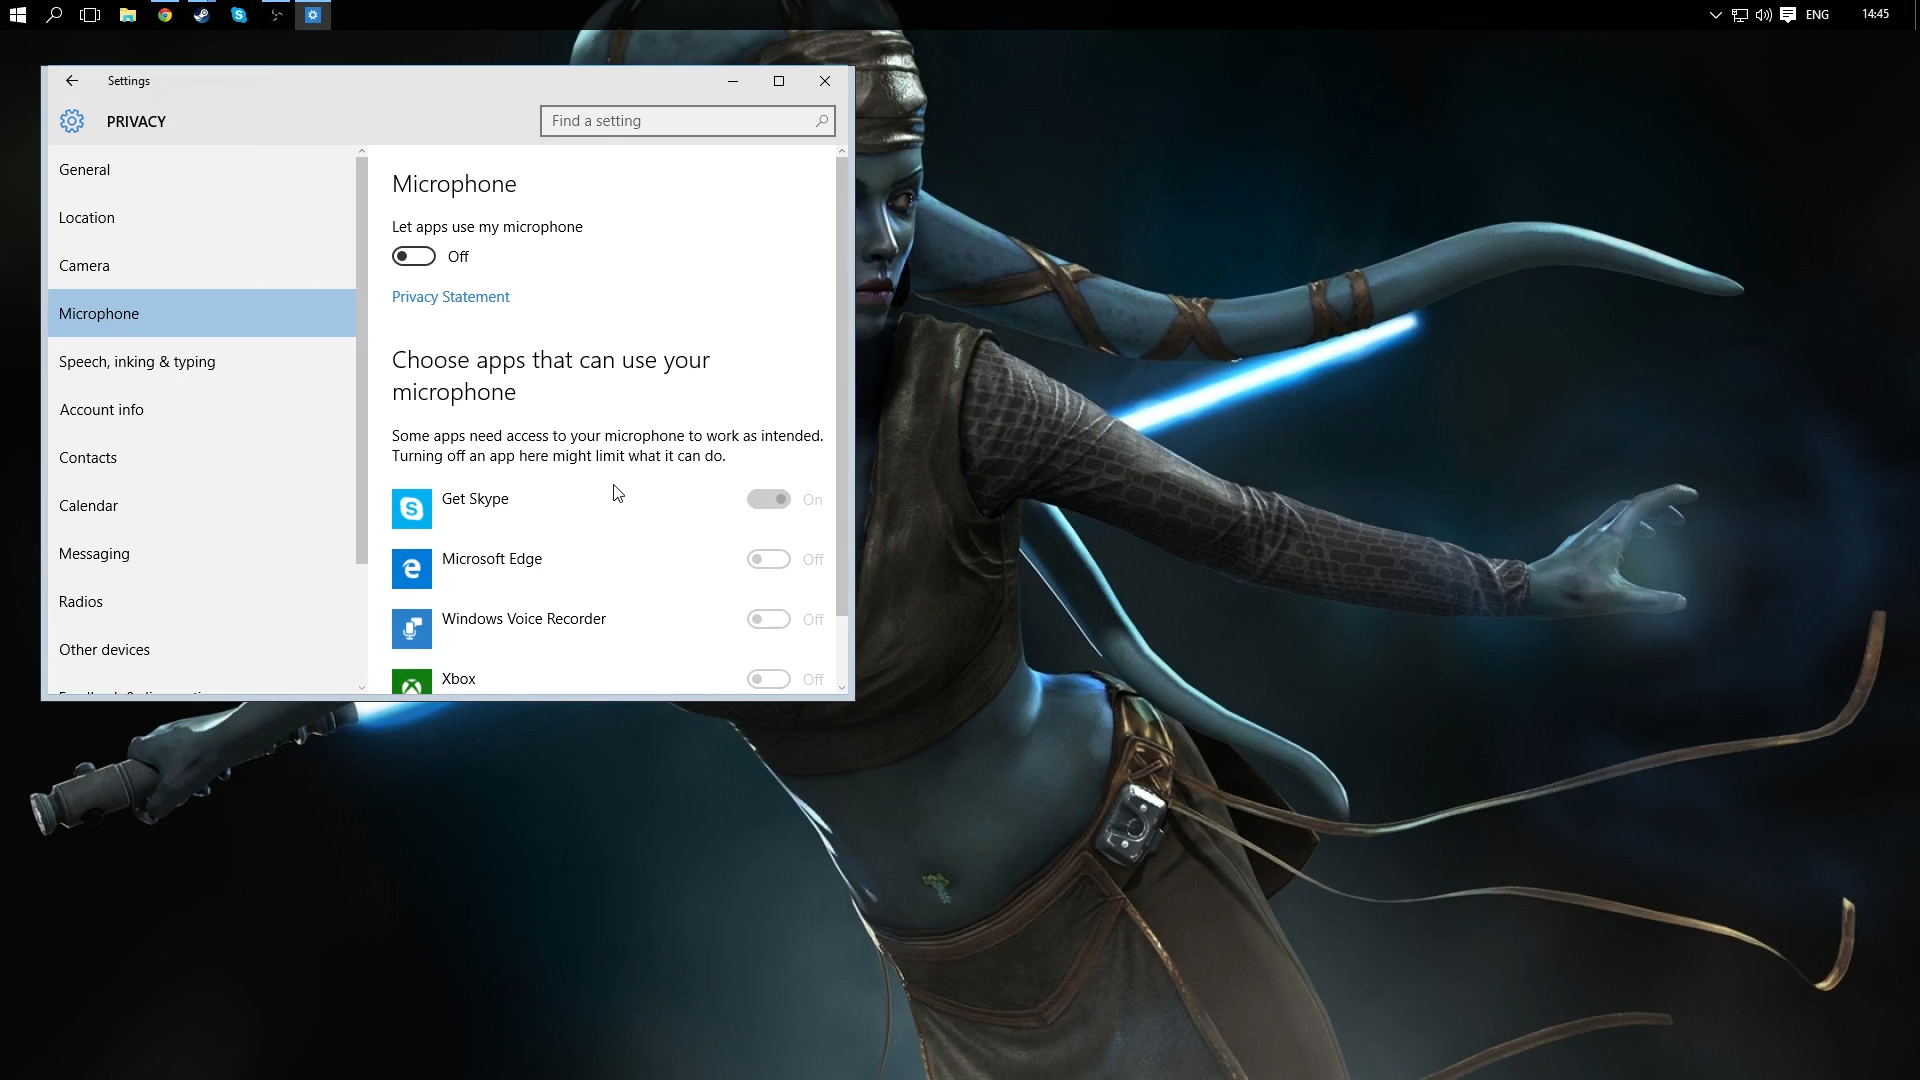 ENG
14:45
Settings
PRIVACY
Find a setting
General
Location
Camera
Microphone
Speech, inking & typing
Account info
Contacts
Calendar
Messaging
Radios
Other devices
Microphone
Let apps use my microphone
Off
Privacy Statement
Choose apps that can use your
microphone
Some apps need access to your microphone to work as intended.
Turning off an app here might limit what it can do.
Get Skype On
Microsoft Edge Off
Windows Voice Recorder Off
Xbox Off